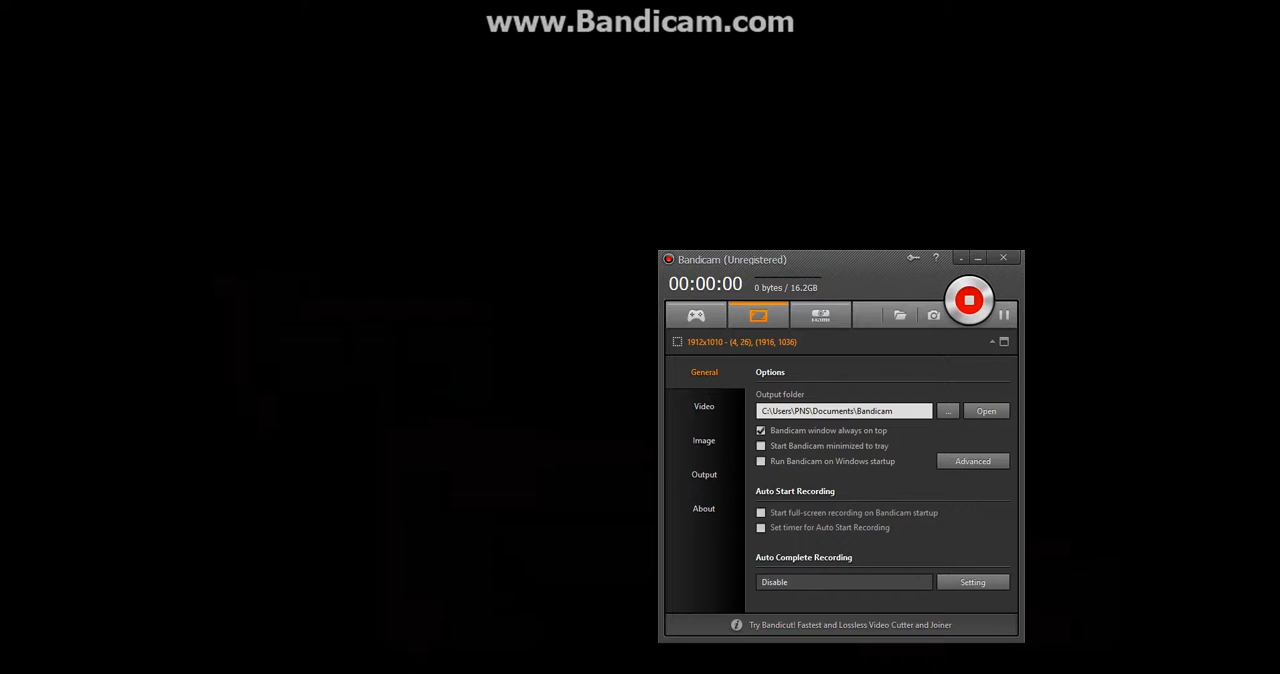 www.Bandicam.com
Bandicam (Unregistered)
?
00:00:00
0 bytes / 16.2GB
HDMI
1912x1010 - (4, 26), (1916, 1036)
General
Video
Image
Output
About
Options
Output folder
C:\Users\PNS\Documents\Bandicam
...
Open
Bandicam window always on top
Start Bandicam minimized to tray
Run Bandicam on Windows startup
Advanced
Auto Start Recording
Start full-screen recording on Bandicam startup
Set timer for Auto Start Recording
Auto Complete Recording
Disable
Setting
Try Bandicut! Fastest and Lossless Video Cutter and Joiner